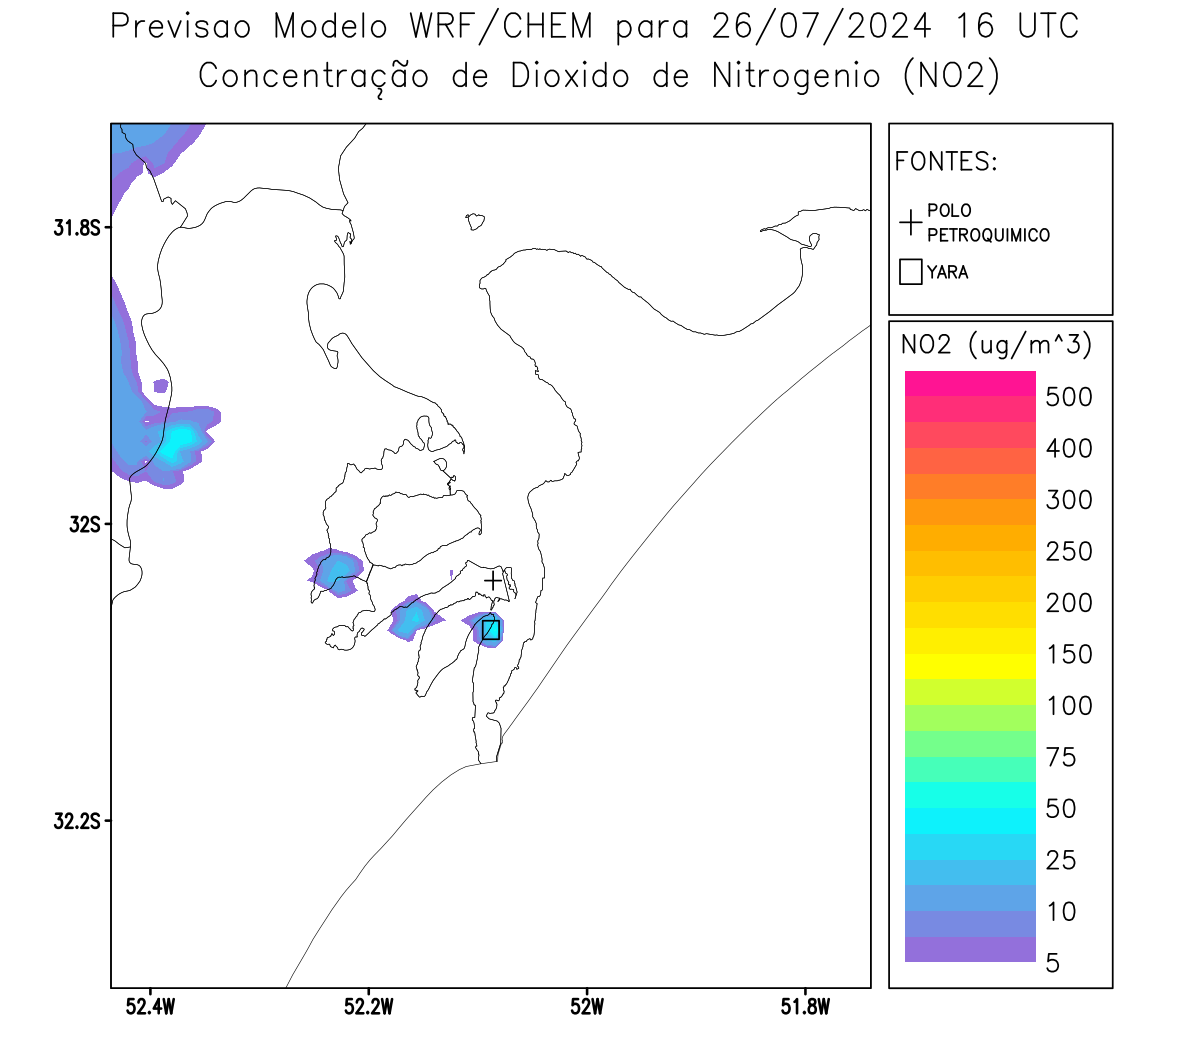 Previsao Modelo WRF/CHEM para 26/07/2024 16 UTC
Concentração de Dioxido de Nitrogenio (NO2)
FONTES:
POLO
PETROQUIMICO
YARA
31.8S
32S
32.2S
52.4W
52.2W
52W
51.8W
NO2 (ug/m^3)
500
400
300
250
200
150
100
75
50
25
10
5